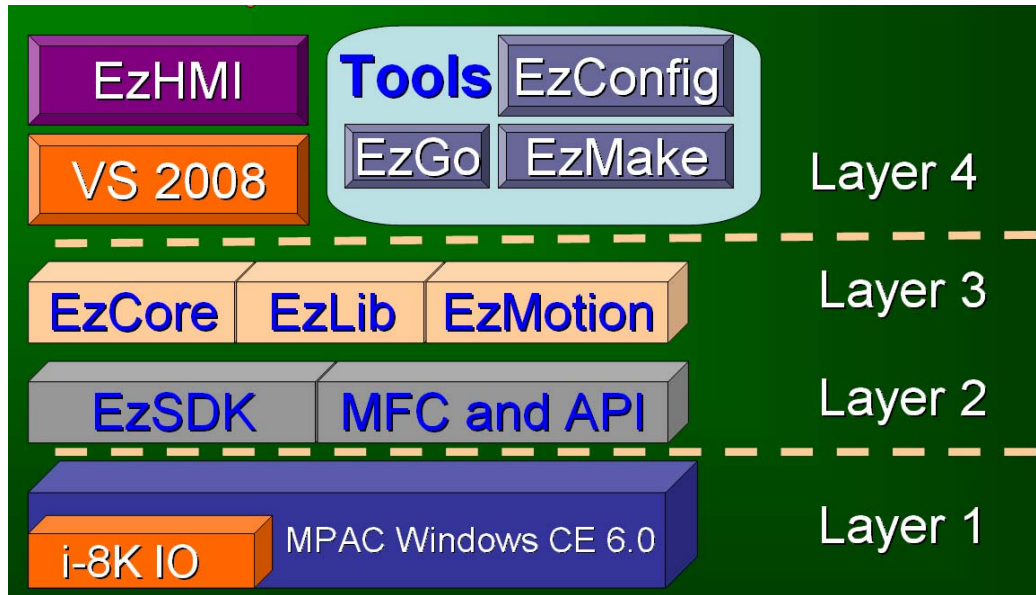 EzHMI
Tools
EzConfig
VS 2008
EzGo
EzMake
Layer 4
EzCore
EzLib
EzMotion
Layer 3
EzSDK
MFC and API
Layer 2
MPAC Windows CE 6.0
i-8K IO
Layer 1